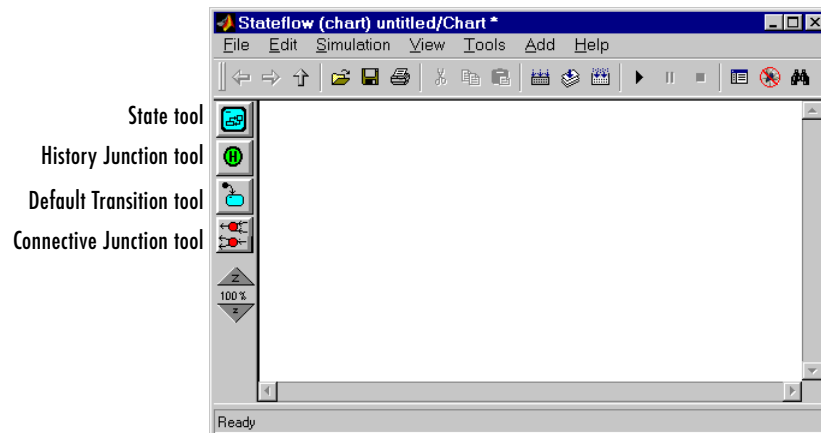 Stateflow (chart) untitled/Chart *
File Edit Simulation View Tools Add Help
State tool
History Junction tool
H
Default Transition tool
Connective Junction tool
Z
100%
z
Ready